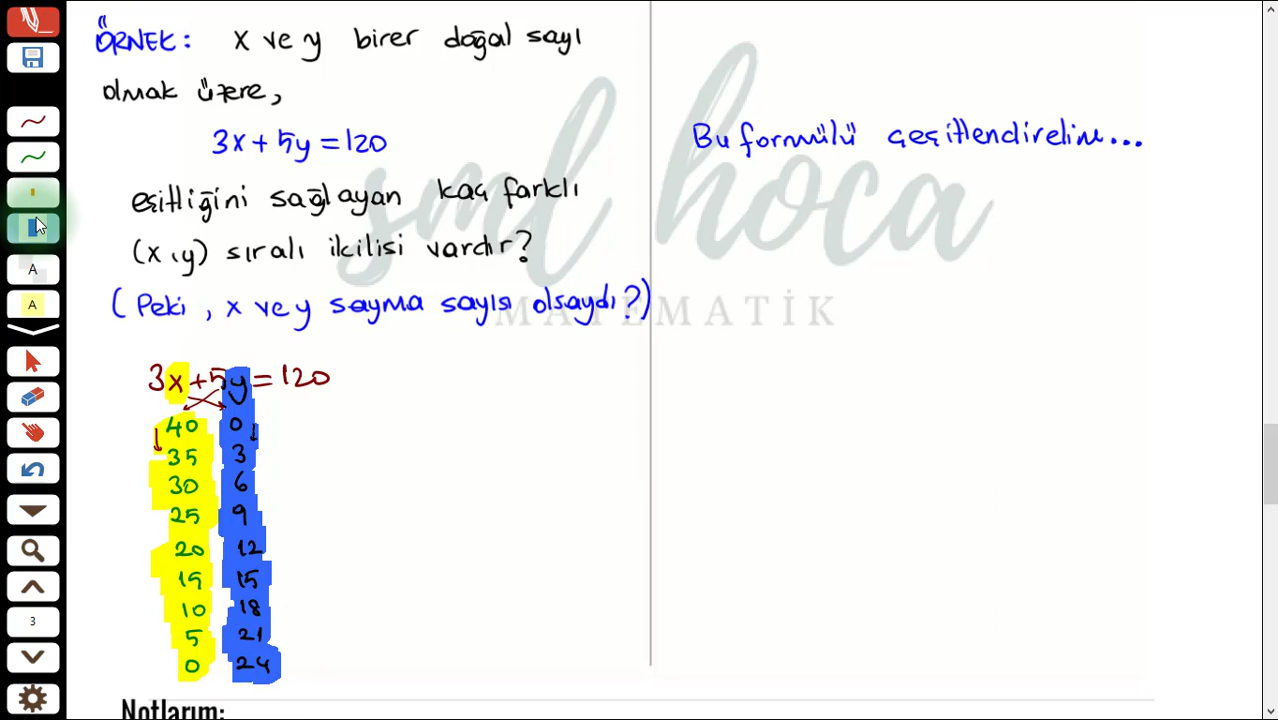 ÖRNEK: x ve y birer doğal sayı
olmak üzere,
3x+5y=120
eşitliğini sağlayan kaç farklı
(x,y) sıralı ikilisi vardır?
(Peki, x ve y sayma sayısı olsaydı?)
3x+5y=120
40 0
35 3
30 6
25 9
20 12
15 15
10 18
5 21
0 24
Notlarım:
Bu formülü çeşitlendirelim...
sml hoca
MATEMATİK
A
A
3